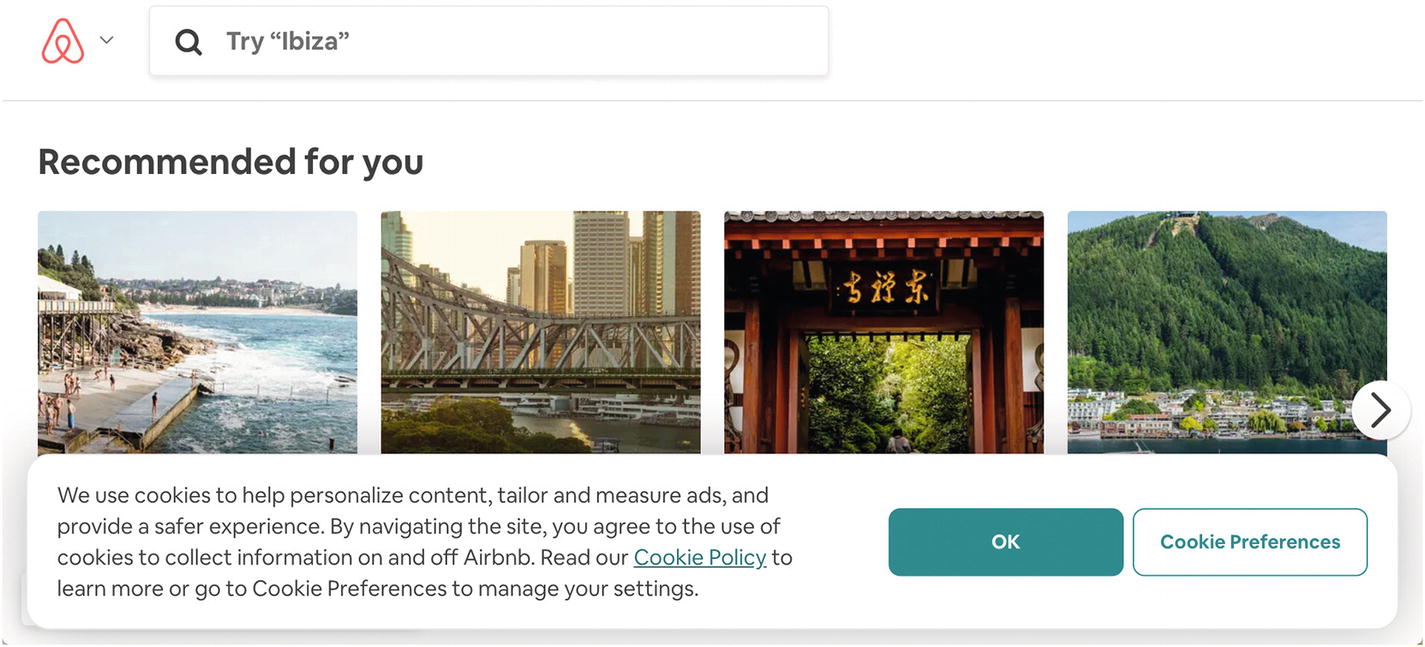 Try “Ibiza”
Recommended for you
寺禅東
We use cookies to help personalize content, tailor and measure ads, and
provide a safer experience. By navigating the site, you agree to the use of
cookies to collect information on and off Airbnb. Read our Cookie Policy to
learn more or go to Cookie Preferences to manage your settings.
OK
Cookie Preferences